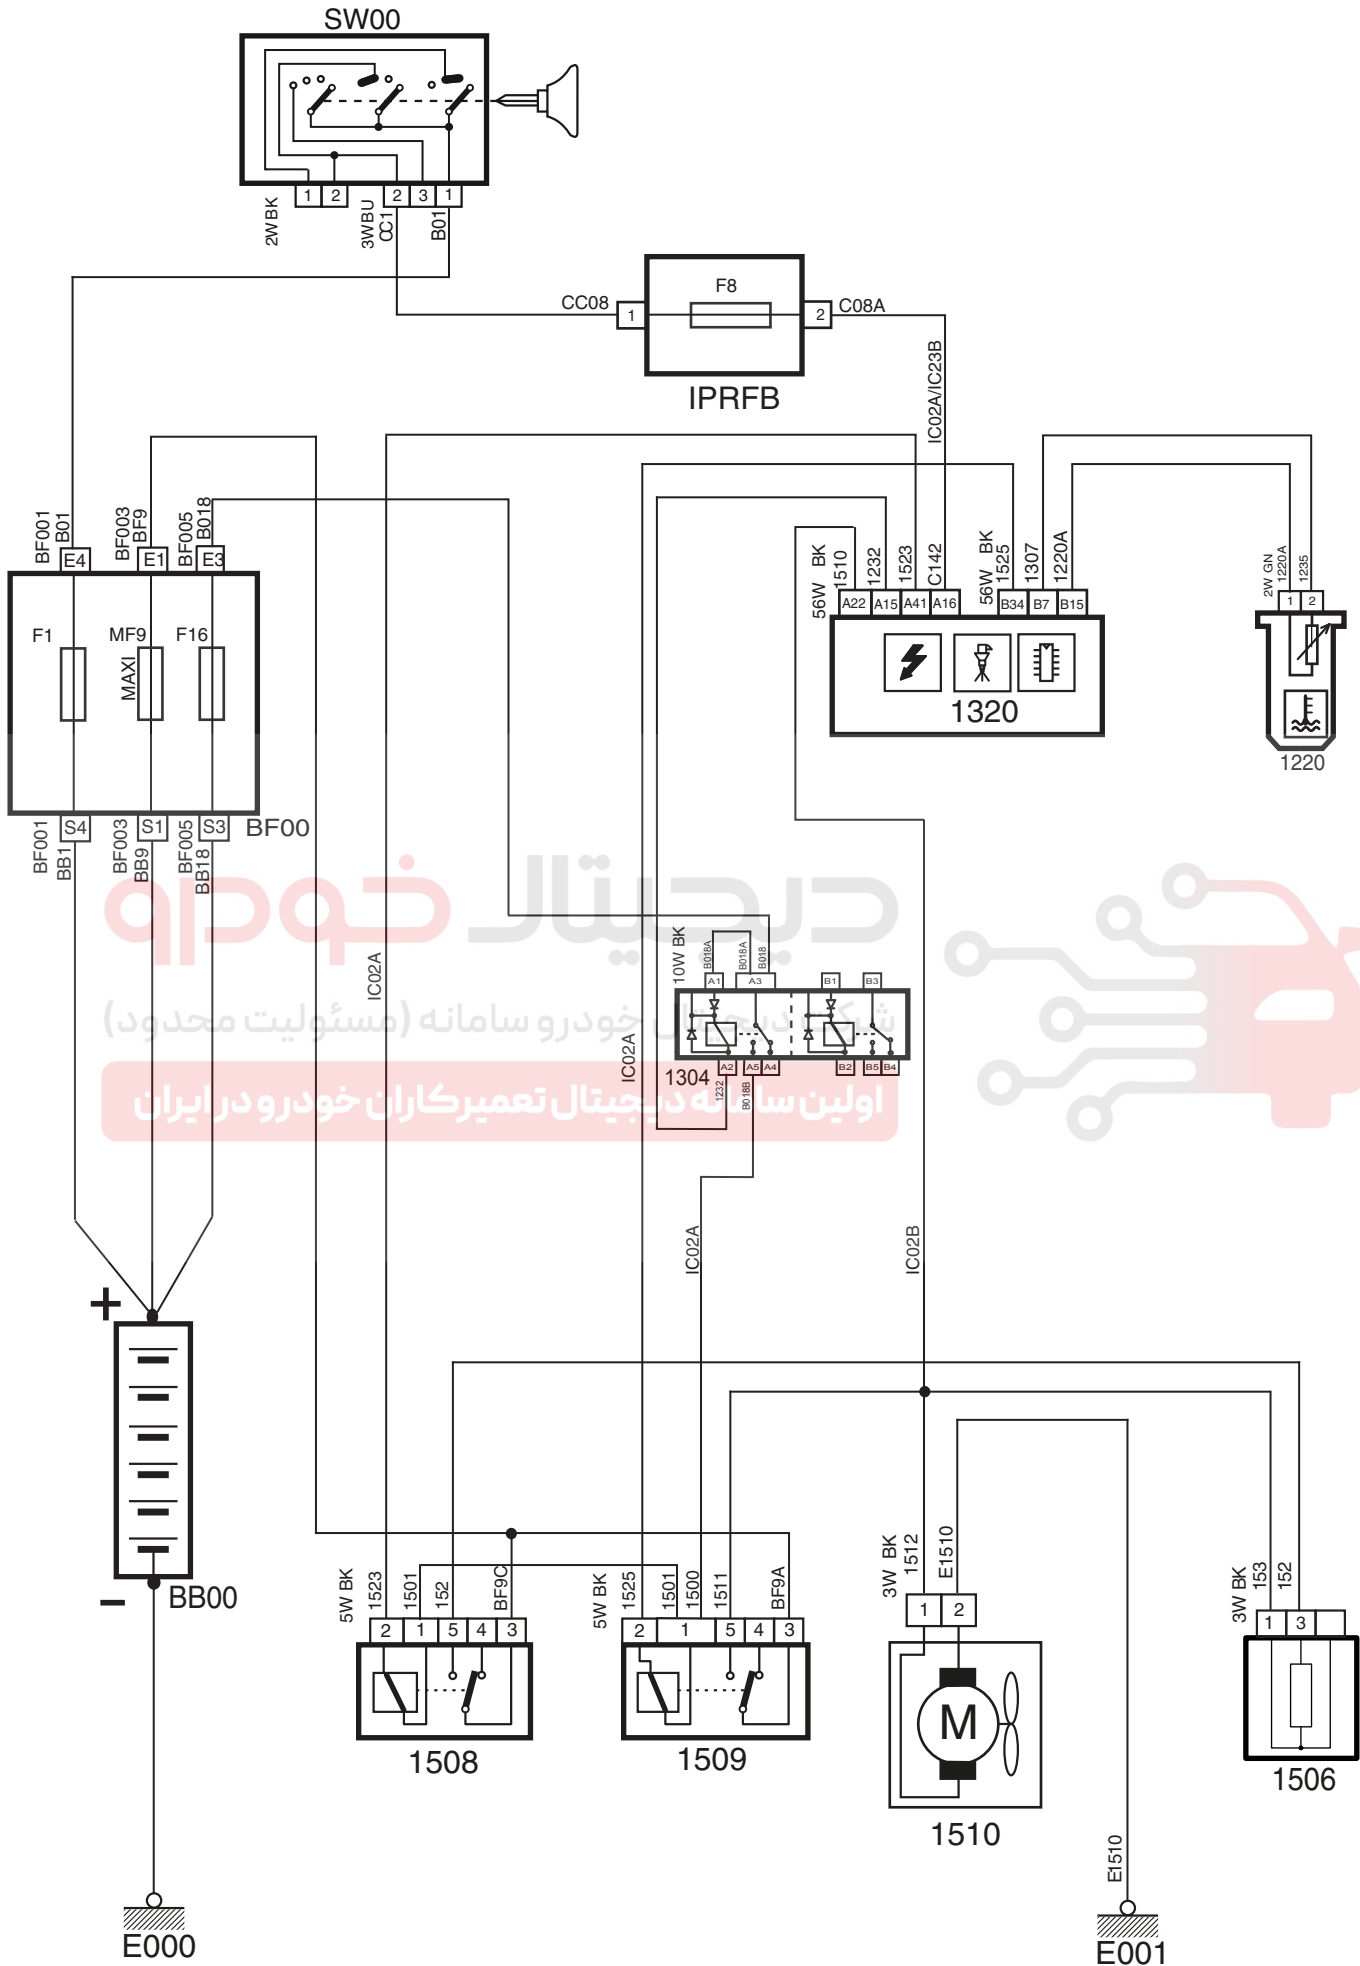 SW00
1 2 2 3 1
2WBK
3WBU
CC1
B01
F8
CC08 1 2 C08A
IPRFB
IC02A/IC23B
BF001
B01
BF003
BF9
BF005
B018
E4 E1 E3
F1 MF9 F16
MAXI
S4 S1 S3 BF00
BF001
BB1
BF003
BB9
BF005
BB18
56W BK
1510
1232
1523
C142
56W BK
1525
1307
1220A
A22 A15 A41 A16 B34 B7 B15
1320
2W GN
1220A
1235
1 2
1220
دیجیتال خودرو
شرکت دیجیتال خودرو سامانه (مسئولیت محدود)
اولین سامانه دیجیتال تعمیرکاران خودرو در ایران
IC02A
IC02A
10W BK
B018A
B018A
B018
A1 A3 B1 B3
A2 A5 A4 B2 B5 B4
1304
1232
B018B
IC02A
IC02B
+
−
BB00
E000
5W BK
1523
1501
152
BF9C
2 1 5 4 3
1508
5W BK
1525
1501
1500
1511
BF9A
2 1 5 4 3
1509
3W BK
1512
E1510
1 2
M
1510
E1510
E001
3W BK
153
152
1 3
1506